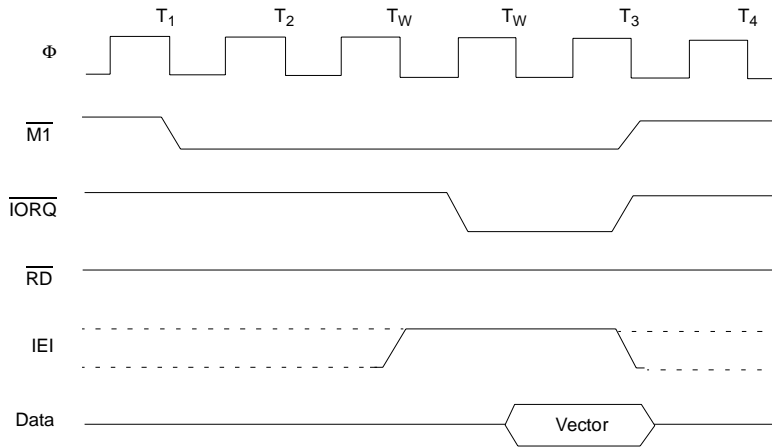 T1 T2 TW TW T3 T4
Φ
M1
IORQ
RD
IEI
Data
Vector